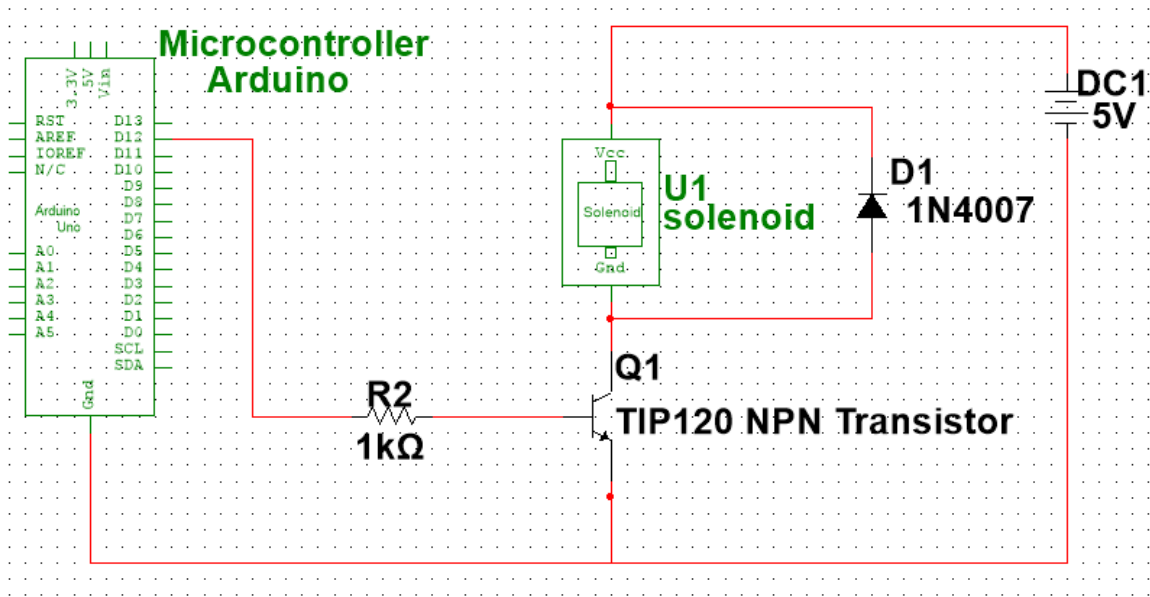 Microcontroller
Arduino
3.3V
5V
Vin
RST
AREF
IOREF
N/C
D13
D12
D11
D10
D9
D8
D7
D6
D5
D4
D3
D2
D1
D0
SCL
SDA
Arduino
Uno
A0
A1
A2
A3
A4
A5
Gnd
R2
1kΩ
Vcc
Solenoid
Gnd
U1
solenoid
D1
1N4007
DC1
5V
Q1
TIP120 NPN Transistor